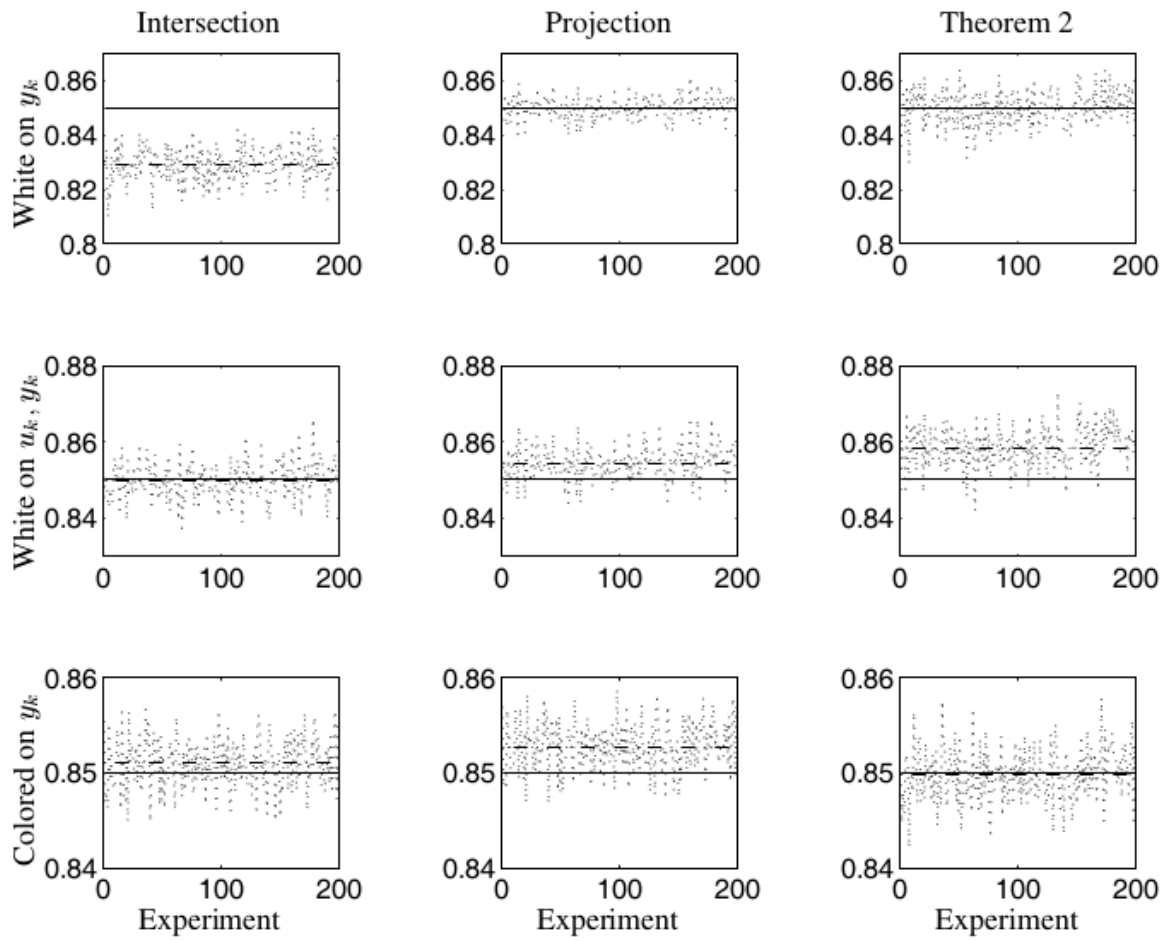 Intersection Projection Theorem 2
White on y_k
0.86 0.86 0.86
0.84 0.84 0.84
0.82 0.82 0.82
0.8 0.8 0.8
0 100 200 0 100 200 0 100 200
White on u_k, y_k
0.88 0.88 0.88
0.86 0.86 0.86
0.84 0.84 0.84
0 100 200 0 100 200 0 100 200
Colored on y_k
0.86 0.86 0.86
0.85 0.85 0.85
0.84 0.84 0.84
0 100 200 0 100 200 0 100 200
Experiment Experiment Experiment